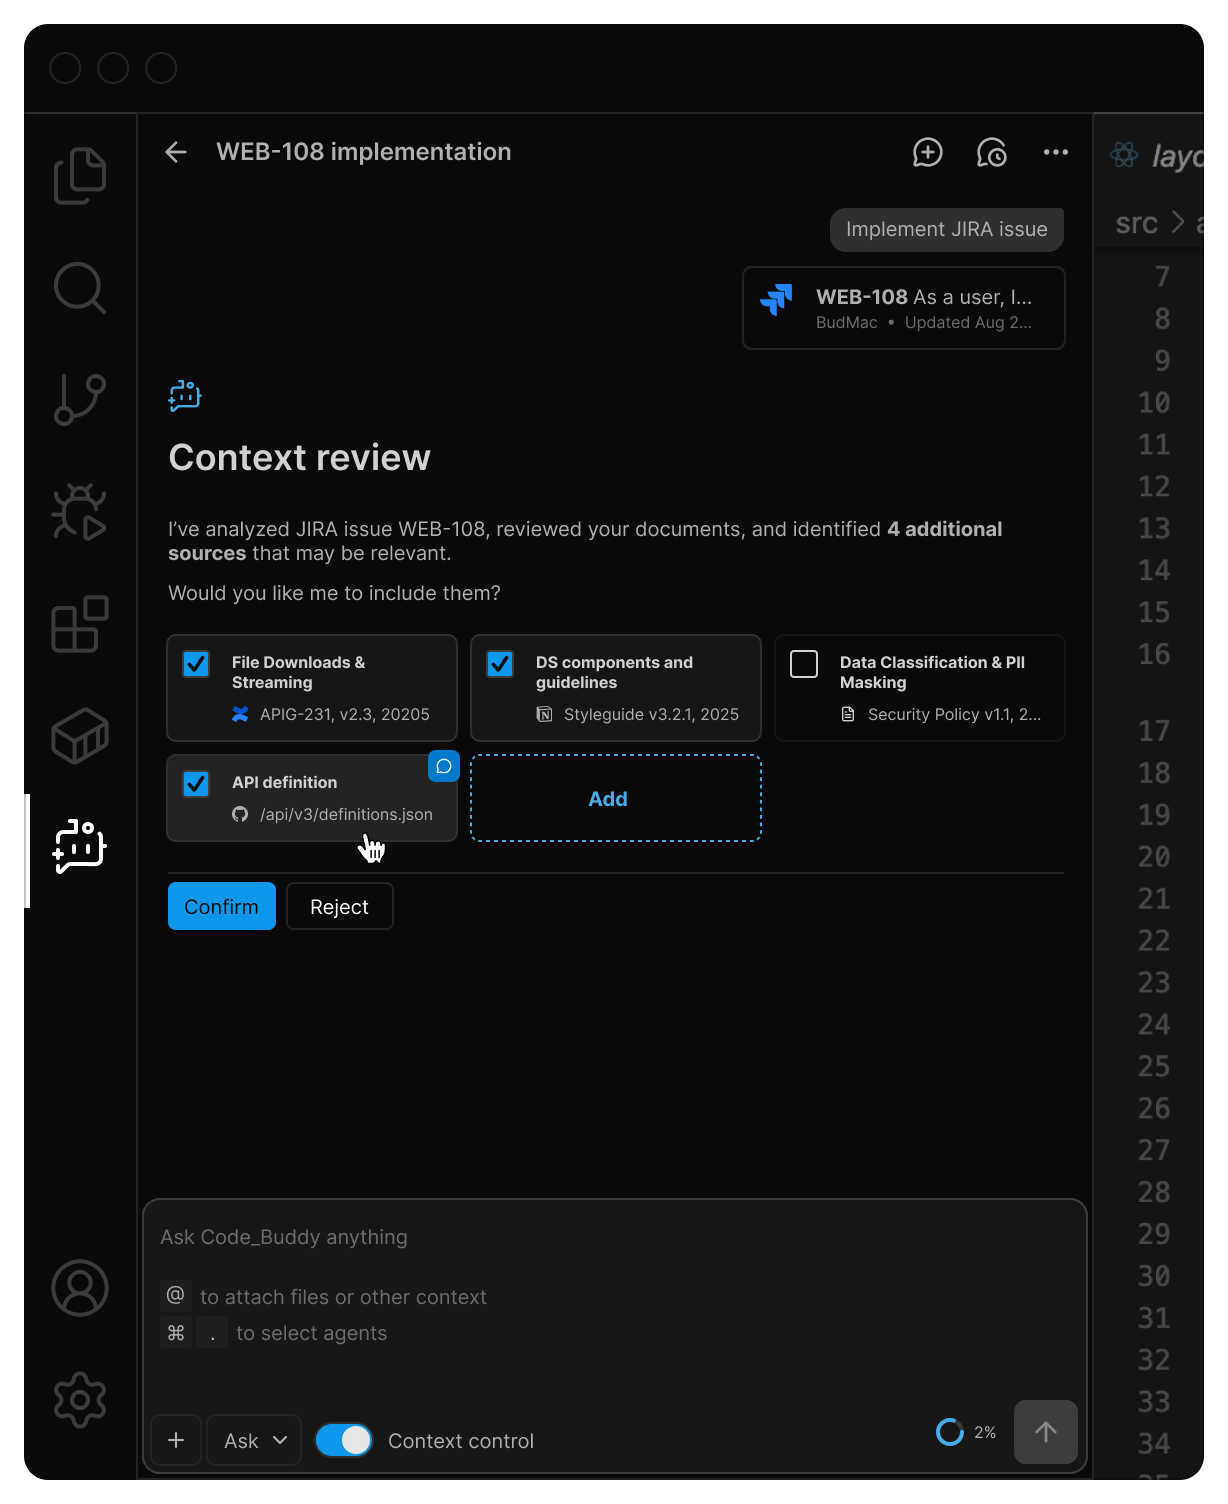 WEB-108 implementation
Implement JIRA issue
WEB-108 As a user, I...
BudMac • Updated Aug 2...
Context review
I've analyzed JIRA issue WEB-108, reviewed your documents, and identified 4 additional
sources that may be relevant.
Would you like me to include them?
File Downloads &
Streaming
APIG-231, v2.3, 20205
DS components and
guidelines
Styleguide v3.2.1, 2025
Data Classification & PII
Masking
Security Policy v1.1, 2...
API definition
/api/v3/definitions.json
Add
Confirm
Reject
Ask Code_Buddy anything
@ to attach files or other context
⌘ . to select agents
+
Ask
Context control
2%
src >
7
8
9
10
11
12
13
14
15
16
17
18
19
20
21
22
23
24
25
26
27
28
29
30
31
32
33
34